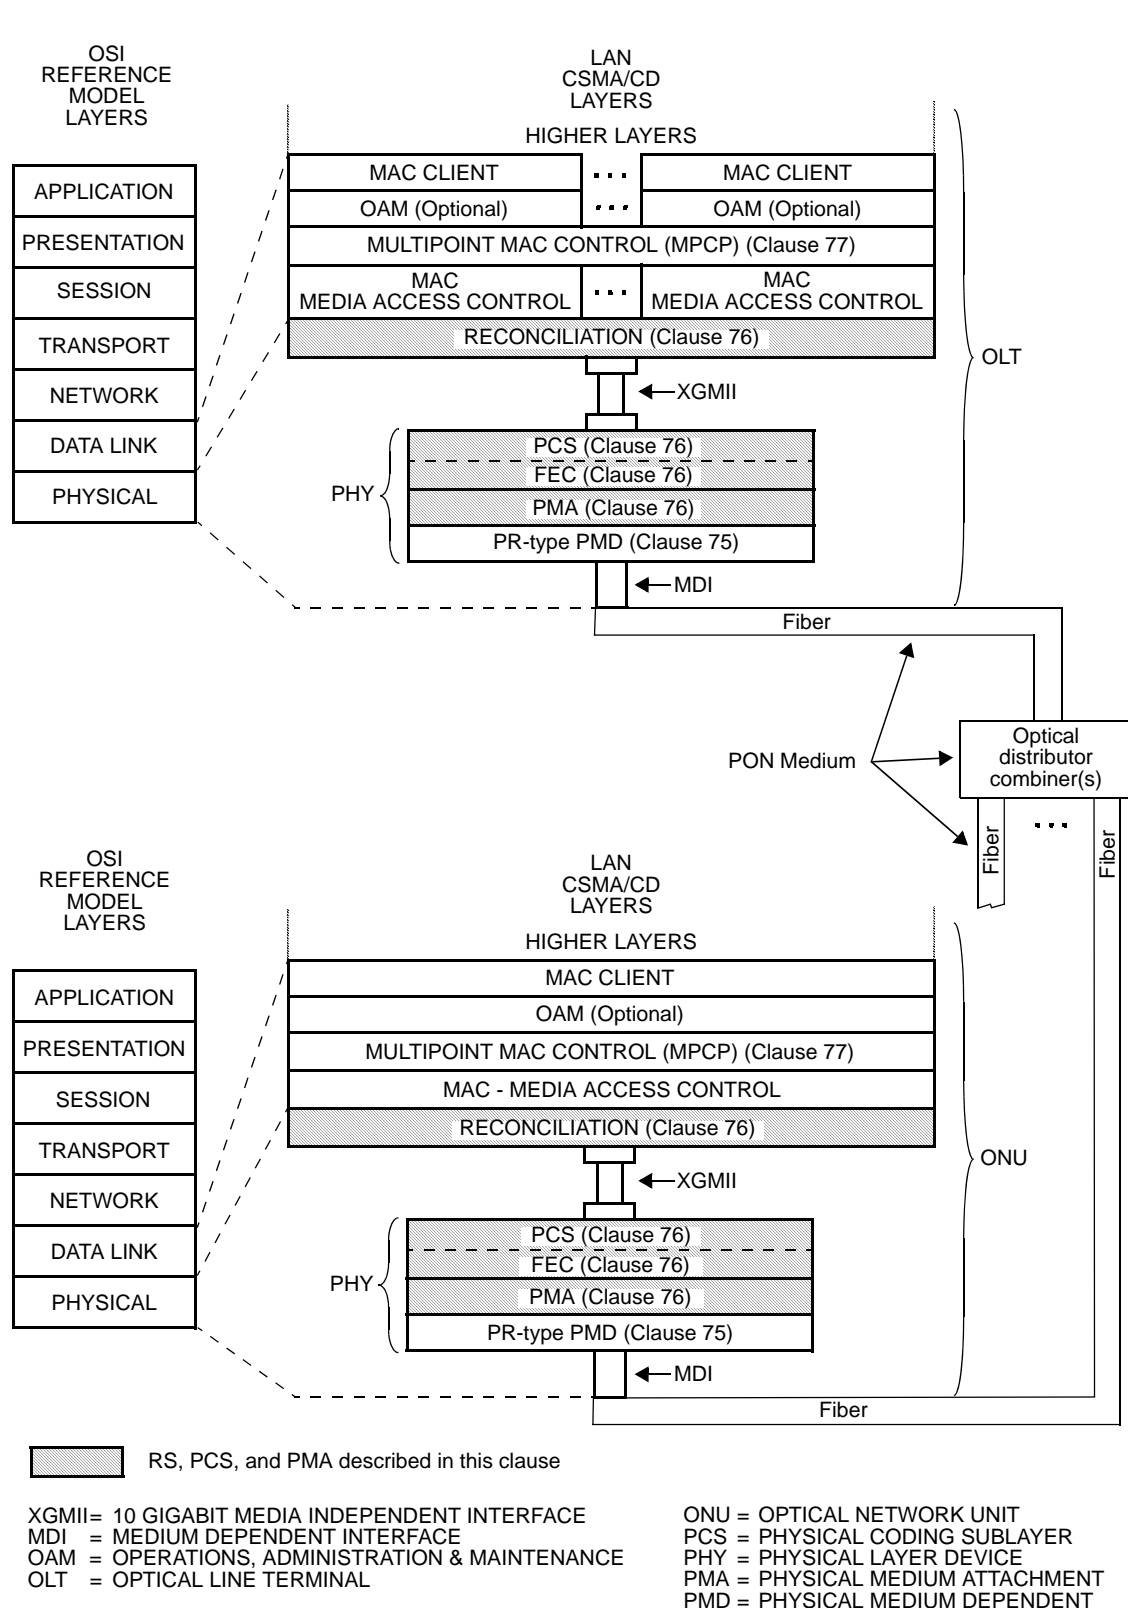 OSI
REFERENCE
MODEL
LAYERS
LAN
CSMA/CD
LAYERS
HIGHER LAYERS
APPLICATION
PRESENTATION
SESSION
TRANSPORT
NETWORK
DATA LINK
PHYSICAL
MAC CLIENT
...
MAC CLIENT
OAM (Optional)
...
OAM (Optional)
MULTIPOINT MAC CONTROL (MPCP) (Clause 77)
MAC
MEDIA ACCESS CONTROL
...
MAC
MEDIA ACCESS CONTROL
RECONCILIATION (Clause 76)
XGMII
OLT
PHY
PCS (Clause 76)
FEC (Clause 76)
PMA (Clause 76)
PR-type PMD (Clause 75)
MDI
Fiber
PON Medium
Optical
distributor
combiner(s)
Fiber
...
Fiber
OSI
REFERENCE
MODEL
LAYERS
LAN
CSMA/CD
LAYERS
HIGHER LAYERS
APPLICATION
PRESENTATION
SESSION
TRANSPORT
NETWORK
DATA LINK
PHYSICAL
MAC CLIENT
OAM (Optional)
MULTIPOINT MAC CONTROL (MPCP) (Clause 77)
MAC - MEDIA ACCESS CONTROL
RECONCILIATION (Clause 76)
XGMII
ONU
PHY
PCS (Clause 76)
FEC (Clause 76)
PMA (Clause 76)
PR-type PMD (Clause 75)
MDI
Fiber
RS, PCS, and PMA described in this clause
XGMII= 10 GIGABIT MEDIA INDEPENDENT INTERFACE
MDI = MEDIUM DEPENDENT INTERFACE
OAM = OPERATIONS, ADMINISTRATION & MAINTENANCE
OLT = OPTICAL LINE TERMINAL
ONU = OPTICAL NETWORK UNIT
PCS = PHYSICAL CODING SUBLAYER
PHY = PHYSICAL LAYER DEVICE
PMA = PHYSICAL MEDIUM ATTACHMENT
PMD = PHYSICAL MEDIUM DEPENDENT